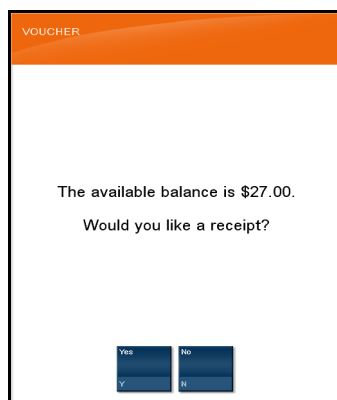 VOUCHER
The available balance is $27.00.
Would you like a receipt?
Yes No
Y N